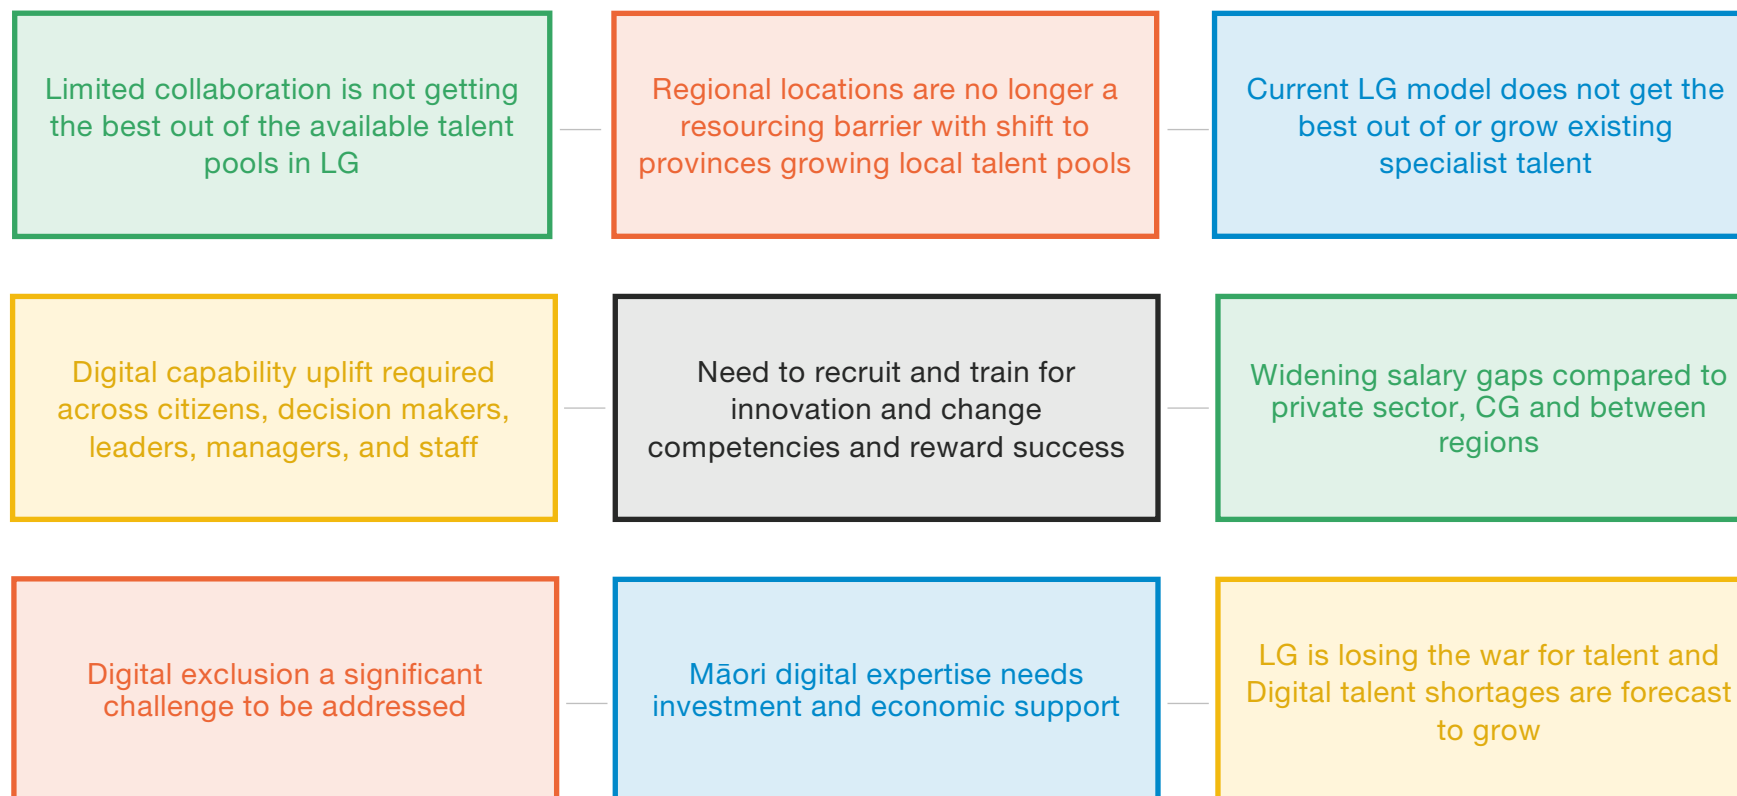 Limited collaboration is not getting
the best out of the available talent
pools in LG
Regional locations are no longer a
resourcing barrier with shift to
provinces growing local talent pools
Current LG model does not get the
best out of or grow existing
specialist talent
Digital capability uplift required
across citizens, decision makers,
leaders, managers, and staff
Need to recruit and train for
innovation and change
competencies and reward success
Widening salary gaps compared to
private sector, CG and between
regions
Digital exclusion a significant
challenge to be addressed
Māori digital expertise needs
investment and economic support
LG is losing the war for talent and
Digital talent shortages are forecast
to grow